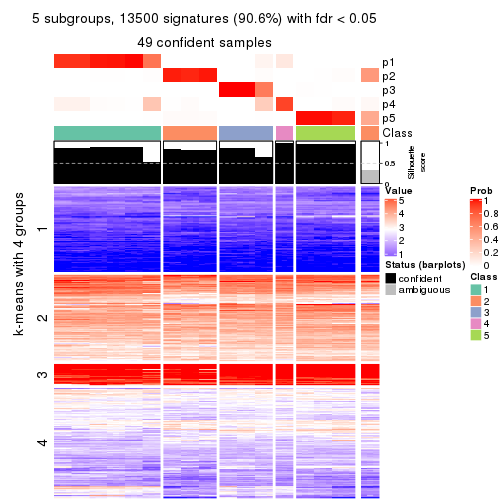 5 subgroups, 13500 signatures (90.6%) with fdr < 0.05
49 confident samples
p1
p2
p3
p4
p5
Class
1
0.5
0
Silhouette
score
k-means with 4 groups
1
2
3
4
Value
5
4
3
2
1
Status (barplots)
confident
ambiguous
Prob
1
0.8
0.6
0.4
0.2
0
Class
1
2
3
4
5